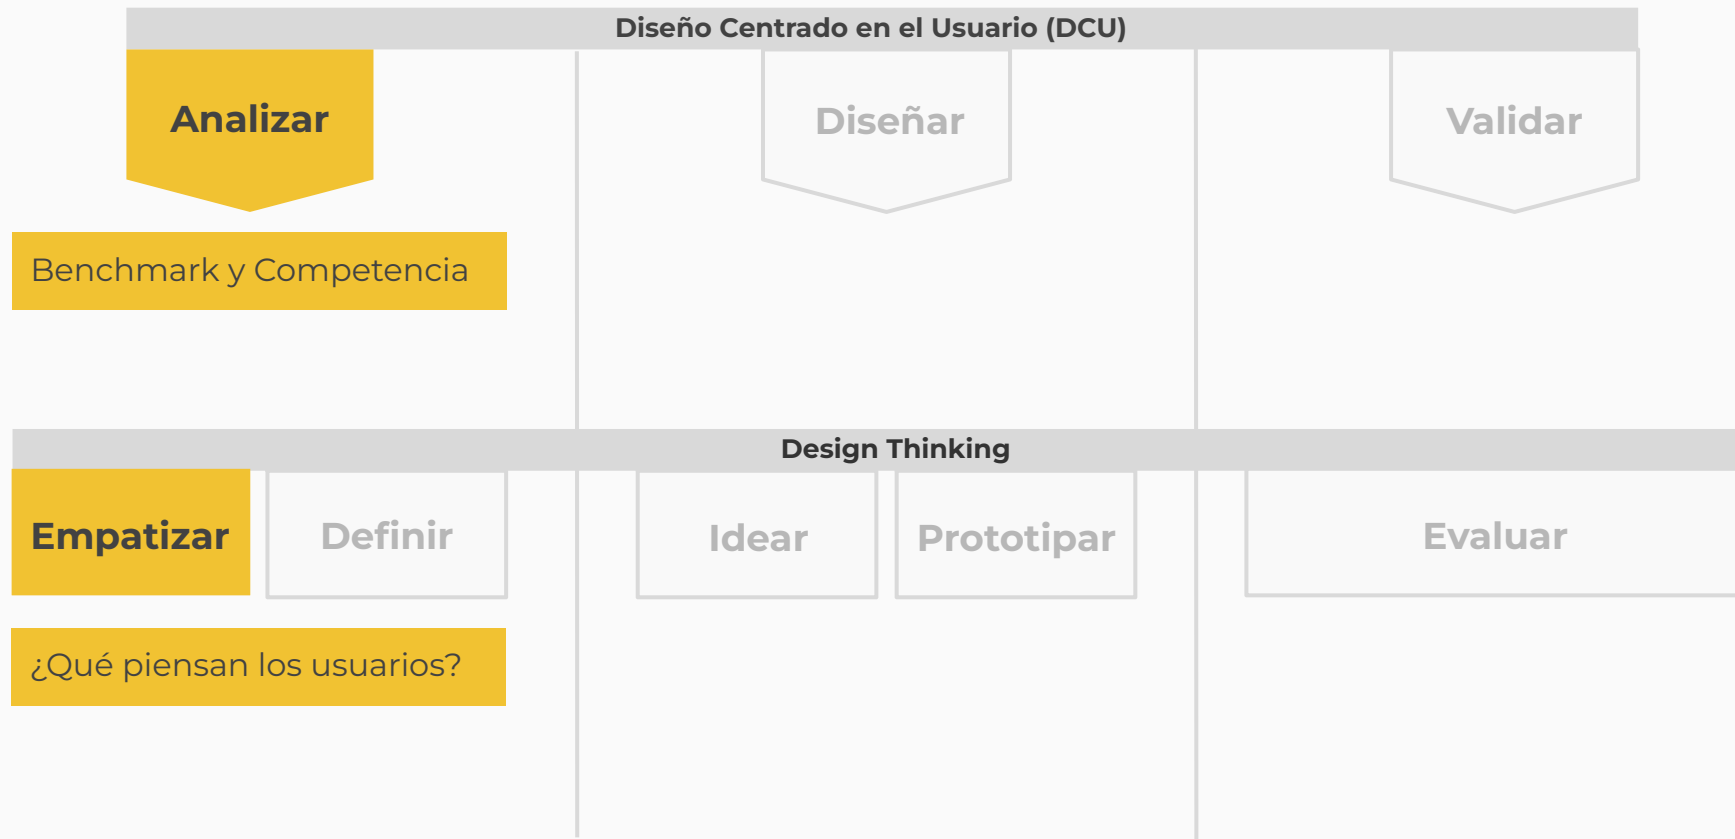 Diseño Centrado en el Usuario (DCU)
Analizar
Diseñar
Validar
Benchmark y Competencia
Design Thinking
Empatizar
Definir
Idear
Prototipar
Evaluar
¿Qué piensan los usuarios?